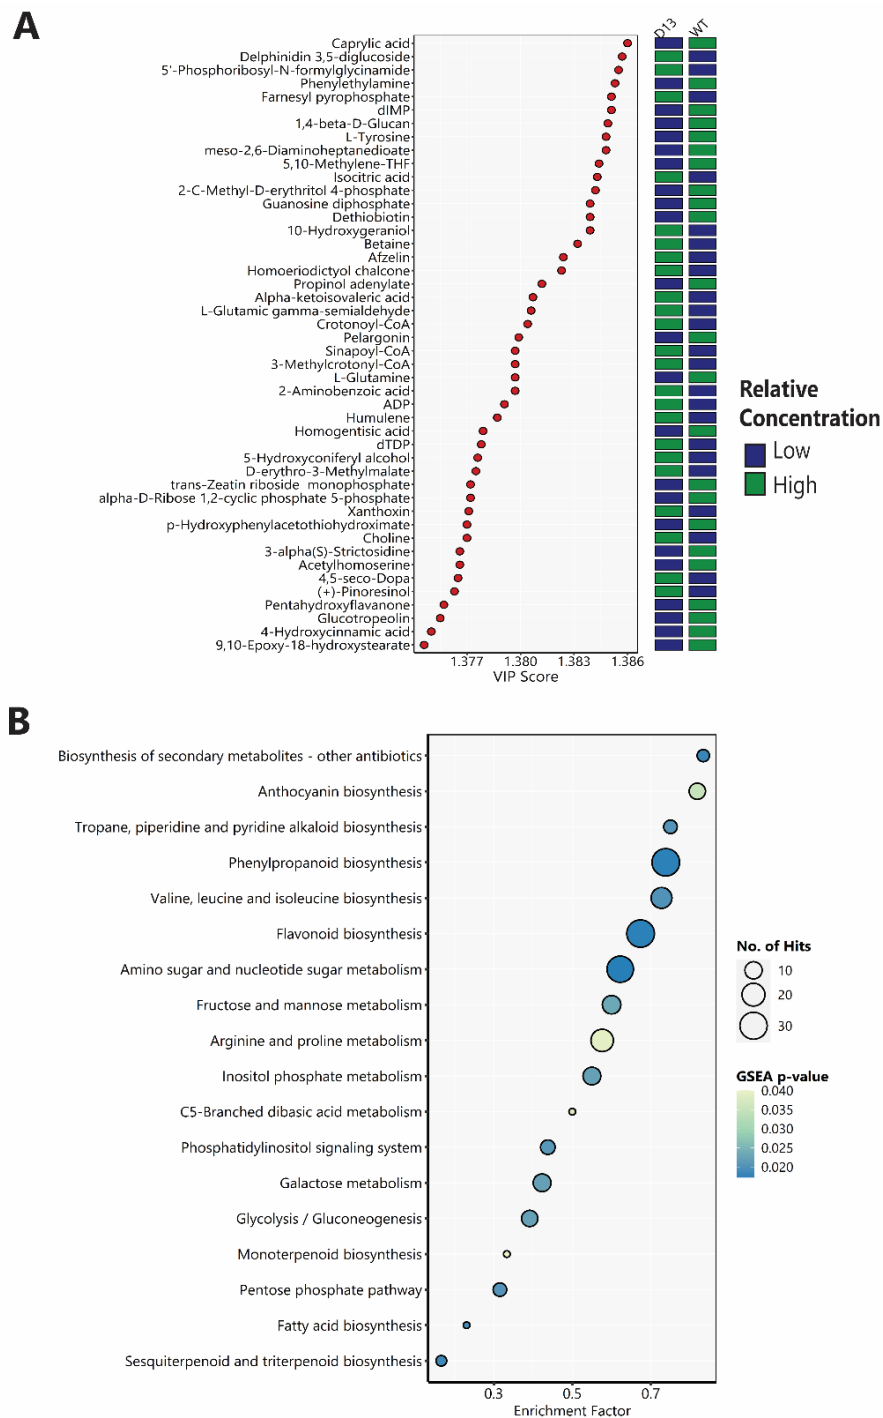 A
D13 WT
Caprylic acid
Delphinidin 3,5-diglucoside
5'-Phosphoribosyl-N-formylglycinamide
Phenylethylamine
Farnesyl pyrophosphate
dIMP
1,4-beta-D-Glucan
L-Tyrosine
meso-2,6-Diaminoheptanedioate
5,10-Methylene-THF
Isocitric acid
2-C-Methyl-D-erythritol 4-phosphate
Guanosine diphosphate
Dethiobiotin
10-Hydroxygeraniol
Betaine
Afzelin
Homoeriodictyol chalcone
Propinol adenylate
Alpha-ketoisovaleric acid
L-Glutamic gamma-semialdehyde
Crotonoyl-CoA
Pelargonin
Sinapoyl-CoA
3-Methylcrotonyl-CoA
L-Glutamine
2-Aminobenzoic acid
ADP
Humulene
Homogentisic acid
dTDP
5-Hydroxyconiferyl alcohol
D-erythro-3-Methylmalate
trans-Zeatin riboside monophosphate
alpha-D-Ribose 1,2-cyclic phosphate 5-phosphate
Xanthoxin
p-Hydroxyphenylacetothiohydroximate
Choline
3-alpha(S)-Strictosidine
Acetylhomoserine
4,5-seco-Dopa
(+)-Pinoresinol
Pentahydroxyflavanone
Glucotropeolin
4-Hydroxycinnamic acid
9,10-Epoxy-18-hydroxystearate
1.377 1.380 1.383 1.386
VIP Score
Relative
Concentration
Low
High
B
Biosynthesis of secondary metabolites - other antibiotics
Anthocyanin biosynthesis
Tropane, piperidine and pyridine alkaloid biosynthesis
Phenylpropanoid biosynthesis
Valine, leucine and isoleucine biosynthesis
Flavonoid biosynthesis
Amino sugar and nucleotide sugar metabolism
Fructose and mannose metabolism
Arginine and proline metabolism
Inositol phosphate metabolism
C5-Branched dibasic acid metabolism
Phosphatidylinositol signaling system
Galactose metabolism
Glycolysis / Gluconeogenesis
Monoterpenoid biosynthesis
Pentose phosphate pathway
Fatty acid biosynthesis
Sesquiterpenoid and triterpenoid biosynthesis
0.3 0.5 0.7
Enrichment Factor
No. of Hits
10
20
30
GSEA p-value
0.040
0.035
0.030
0.025
0.020